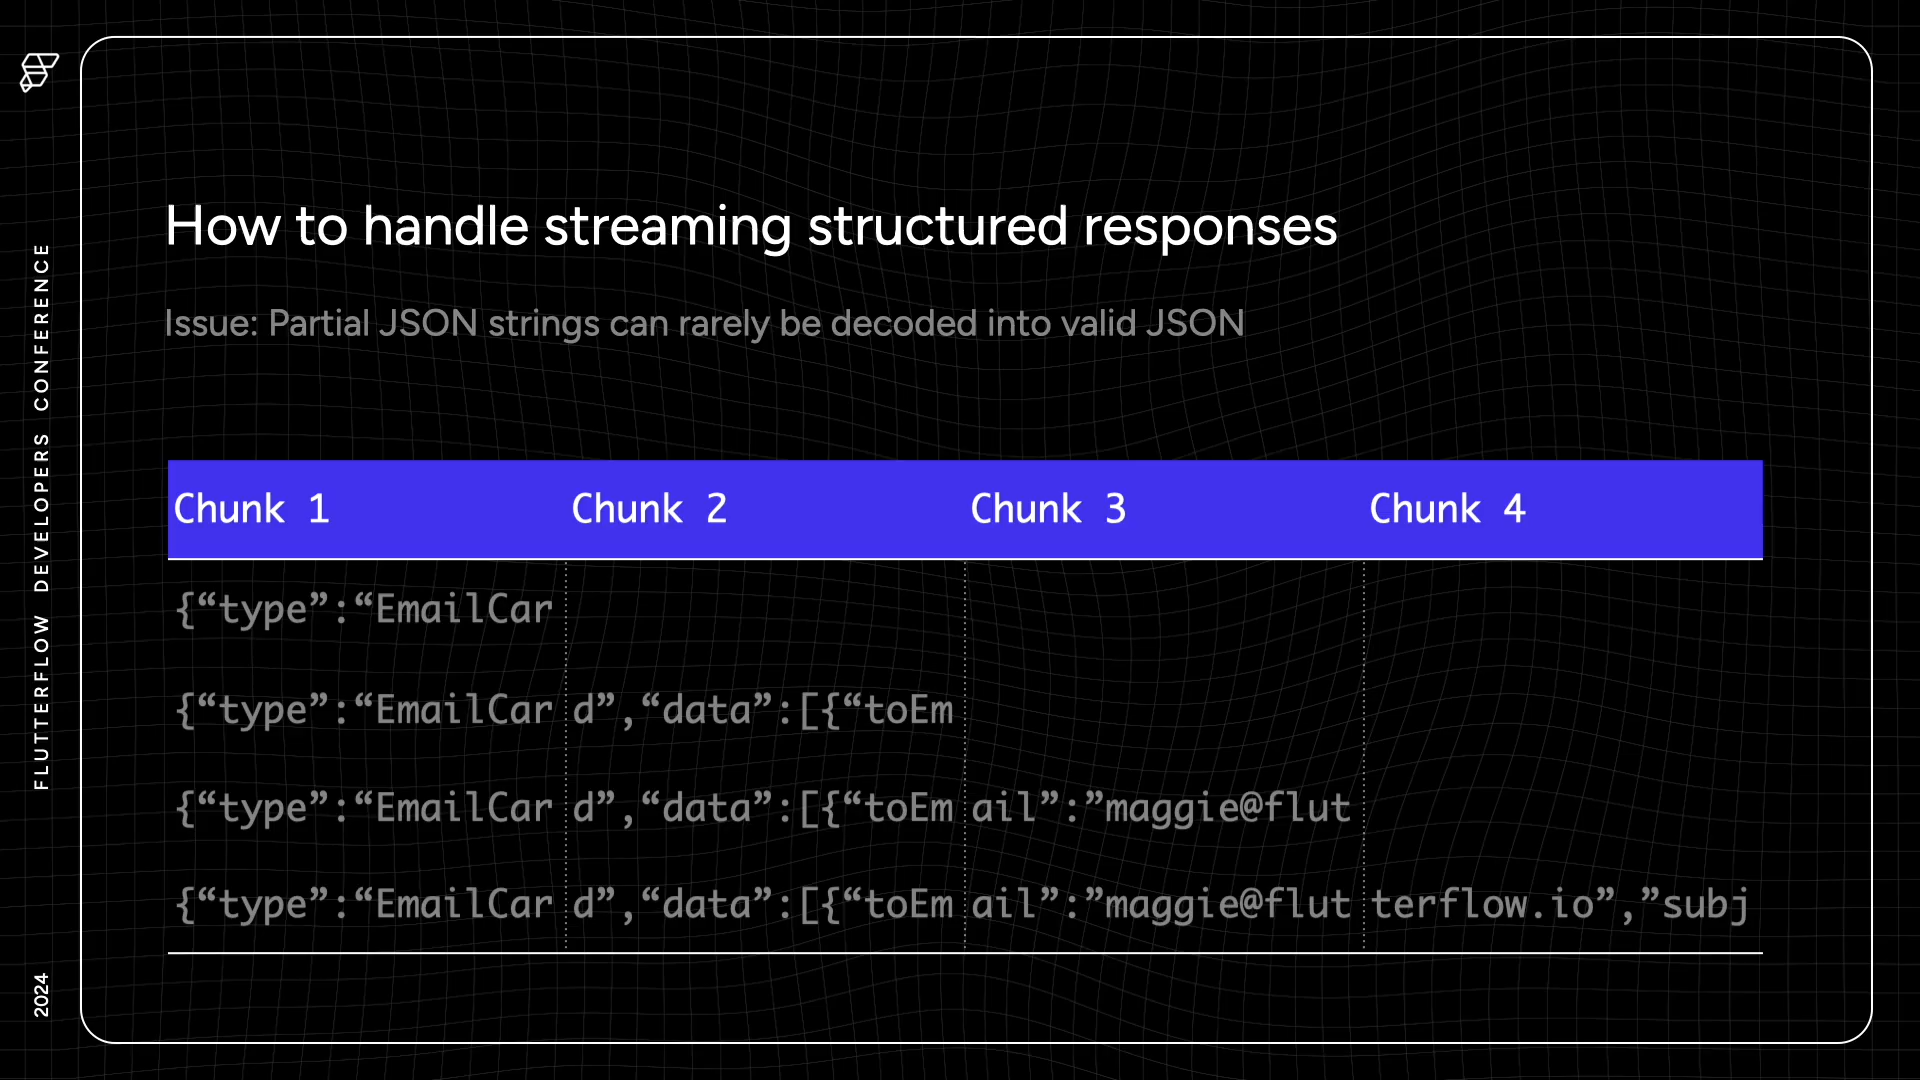 How to handle streaming structured responses
Issue: Partial JSON strings can rarely be decoded into valid JSON
Chunk 1 Chunk 2 Chunk 3 Chunk 4
{“type”:“EmailCar
{“type”:“EmailCar d”,“data”:[{“toEm
{“type”:“EmailCar d”,“data”:[{“toEm ail”:”maggie@flut
{“type”:“EmailCar d”,“data”:[{“toEm ail”:”maggie@flut terflow.io”,”subj
FLUTTERFLOW DEVELOPERS CONFERENCE
2024